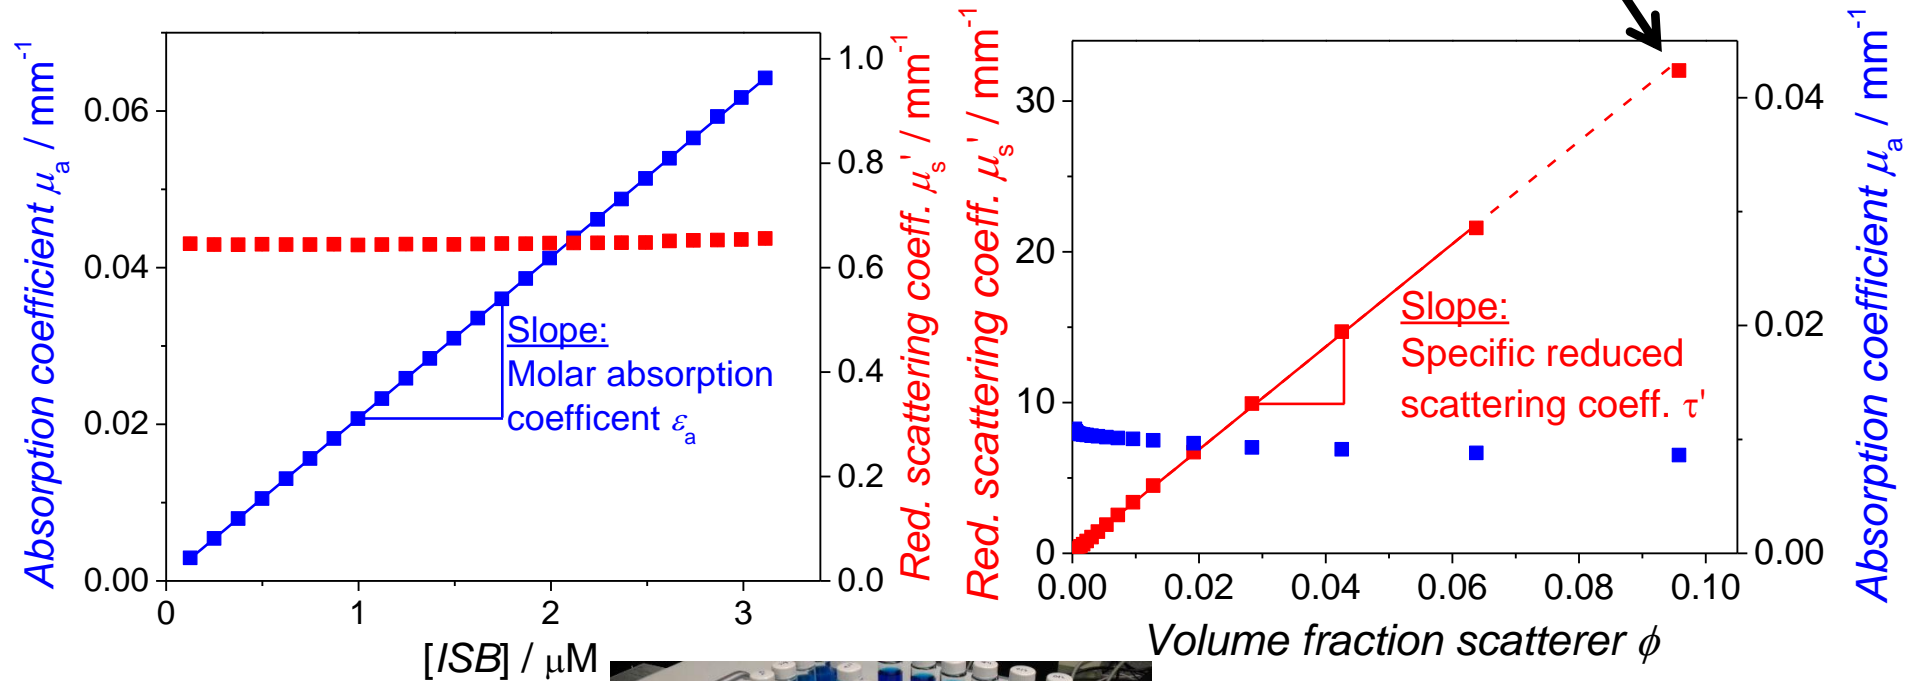 Absorption coefficient μa / mm-1
0.06
0.04
0.02
0.00
0
1
2
3
[ISB] / μM
Slope:
Molar absorption
coefficent εa
1.0
0.8
0.6
0.4
0.2
0.0
Red. scattering coeff. μs' / mm-1
Red. scattering coeff. μs' / mm-1
30
20
10
0
0.00
0.02
0.04
0.06
0.08
0.10
Volume fraction scatterer ϕ
Slope:
Specific reduced
scattering coeff. τ'
0.04
0.02
0.00
Absorption coefficient μa / mm-1